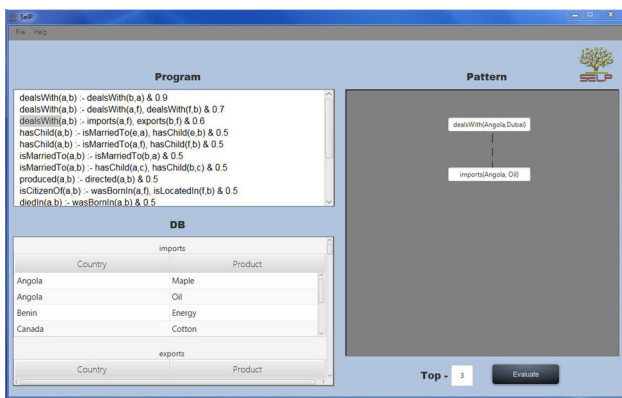 SelP
File Help
SELP
Program
Pattern
dealsWith(a,b) :- dealsWith(b,a) & 0.9
dealsWith(a,b) :- dealsWith(a,f), dealsWith(f,b) & 0.7
dealsWith(a,b) :- imports(a,f), exports(b,f) & 0.6
hasChild(a,b) :- isMarriedTo(e,a), hasChild(e,b) & 0.5
hasChild(a,b) :- isMarriedTo(a,f), hasChild(f,b) & 0.5
isMarriedTo(a,b) :- isMarriedTo(b,a) & 0.5
isMarriedTo(a,b) :- hasChild(a,c), hasChild(b,c) & 0.5
produced(a,b) :- directed(a,b) & 0.5
isCitizenOf(a,b) :- wasBornIn(a,f), isLocatedIn(f,b) & 0.5
diedIn(a,b) :- wasBornIn(a,b) & 0.5
dealsWith(Angola,Dubai)
imports(Angola, Oil)
DB
imports
Country Product
Angola Maple
Angola Oil
Benin Energy
Canada Cotton
exports
Country Product
Top - 3 Evaluate